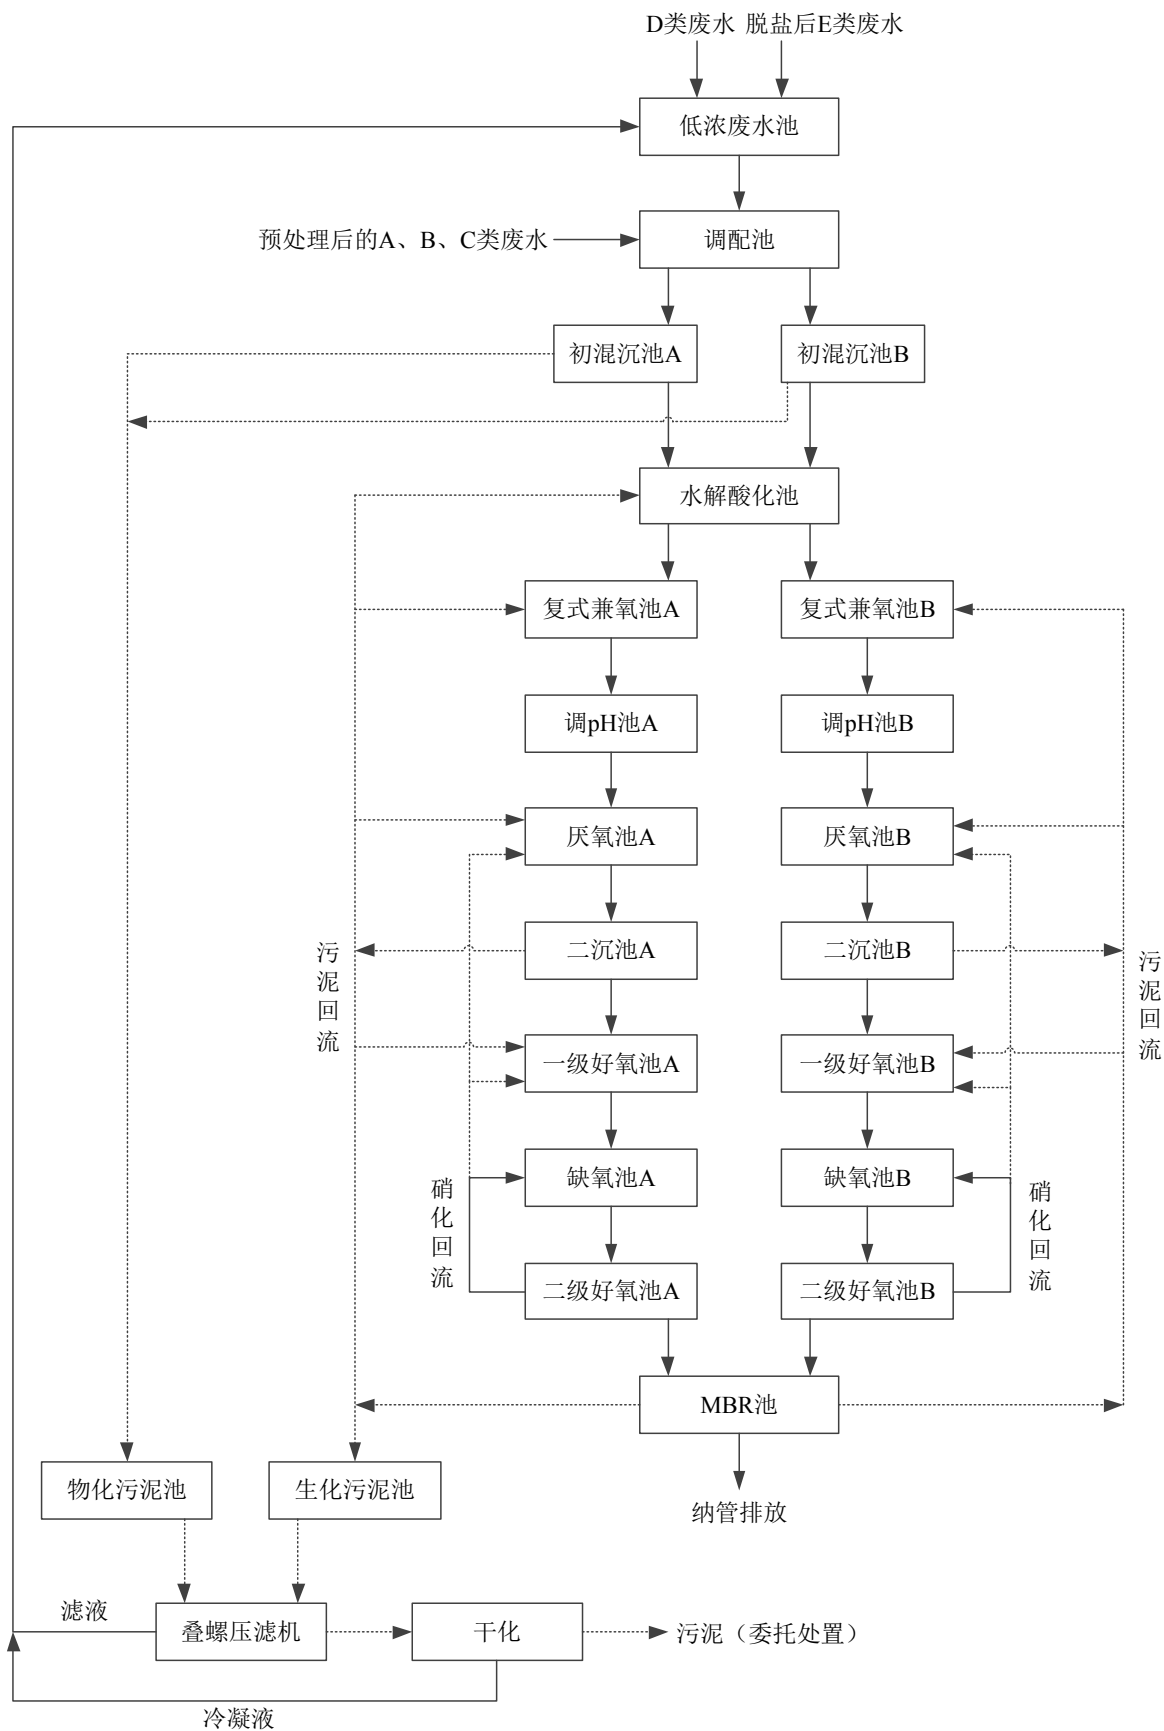 D类废水 脱盐后E类废水
低浓废水池
预处理后的A、B、C类废水
调配池
初混沉池A
初混沉池B
水解酸化池
复式兼氧池A
复式兼氧池B
调pH池A
调pH池B
厌氧池A
厌氧池B
二沉池A
二沉池B
污泥回流
污泥回流
一级好氧池A
一级好氧池B
缺氧池A
缺氧池B
硝化回流
硝化回流
二级好氧池A
二级好氧池B
MBR池
物化污泥池
生化污泥池
纳管排放
滤液
叠螺压滤机
干化
污泥（委托处置）
冷凝液